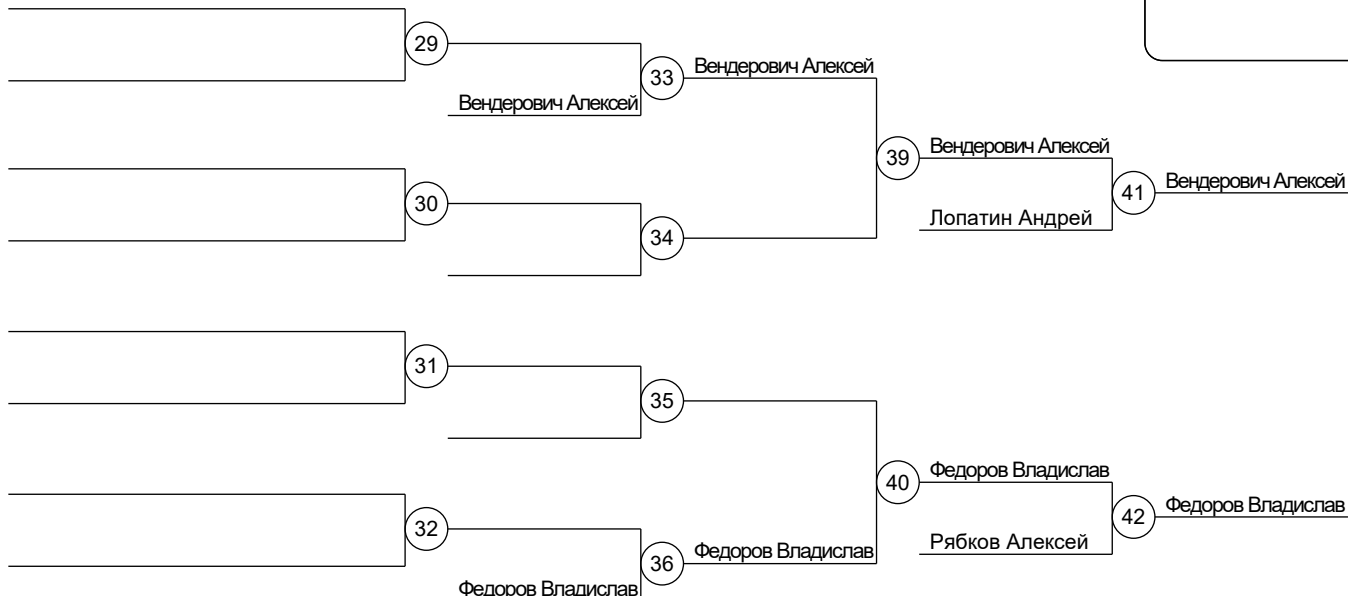 29
33
Вендерович Алексей
Вендерович Алексей
39
Вендерович Алексей
41
Вендерович Алексей
Лопатин Андрей
30
34
31
35
40
Федоров Владислав
42
Федоров Владислав
Рябков Алексей
32
36
Федоров Владислав
Федоров Владислав